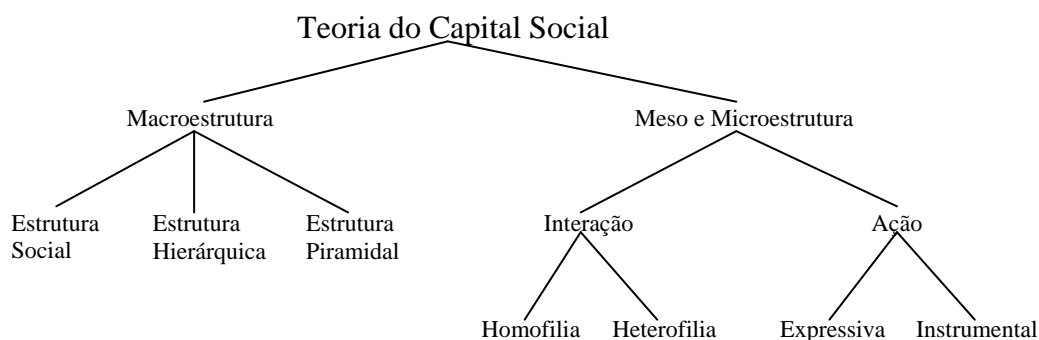 Teoria do Capital Social
Macroestrutura
Meso e Microestrutura
Estrutura
Social
Estrutura
Hierárquica
Estrutura
Piramidal
Interação
Ação
Homofilia
Heterofilia
Expressiva
Instrumental